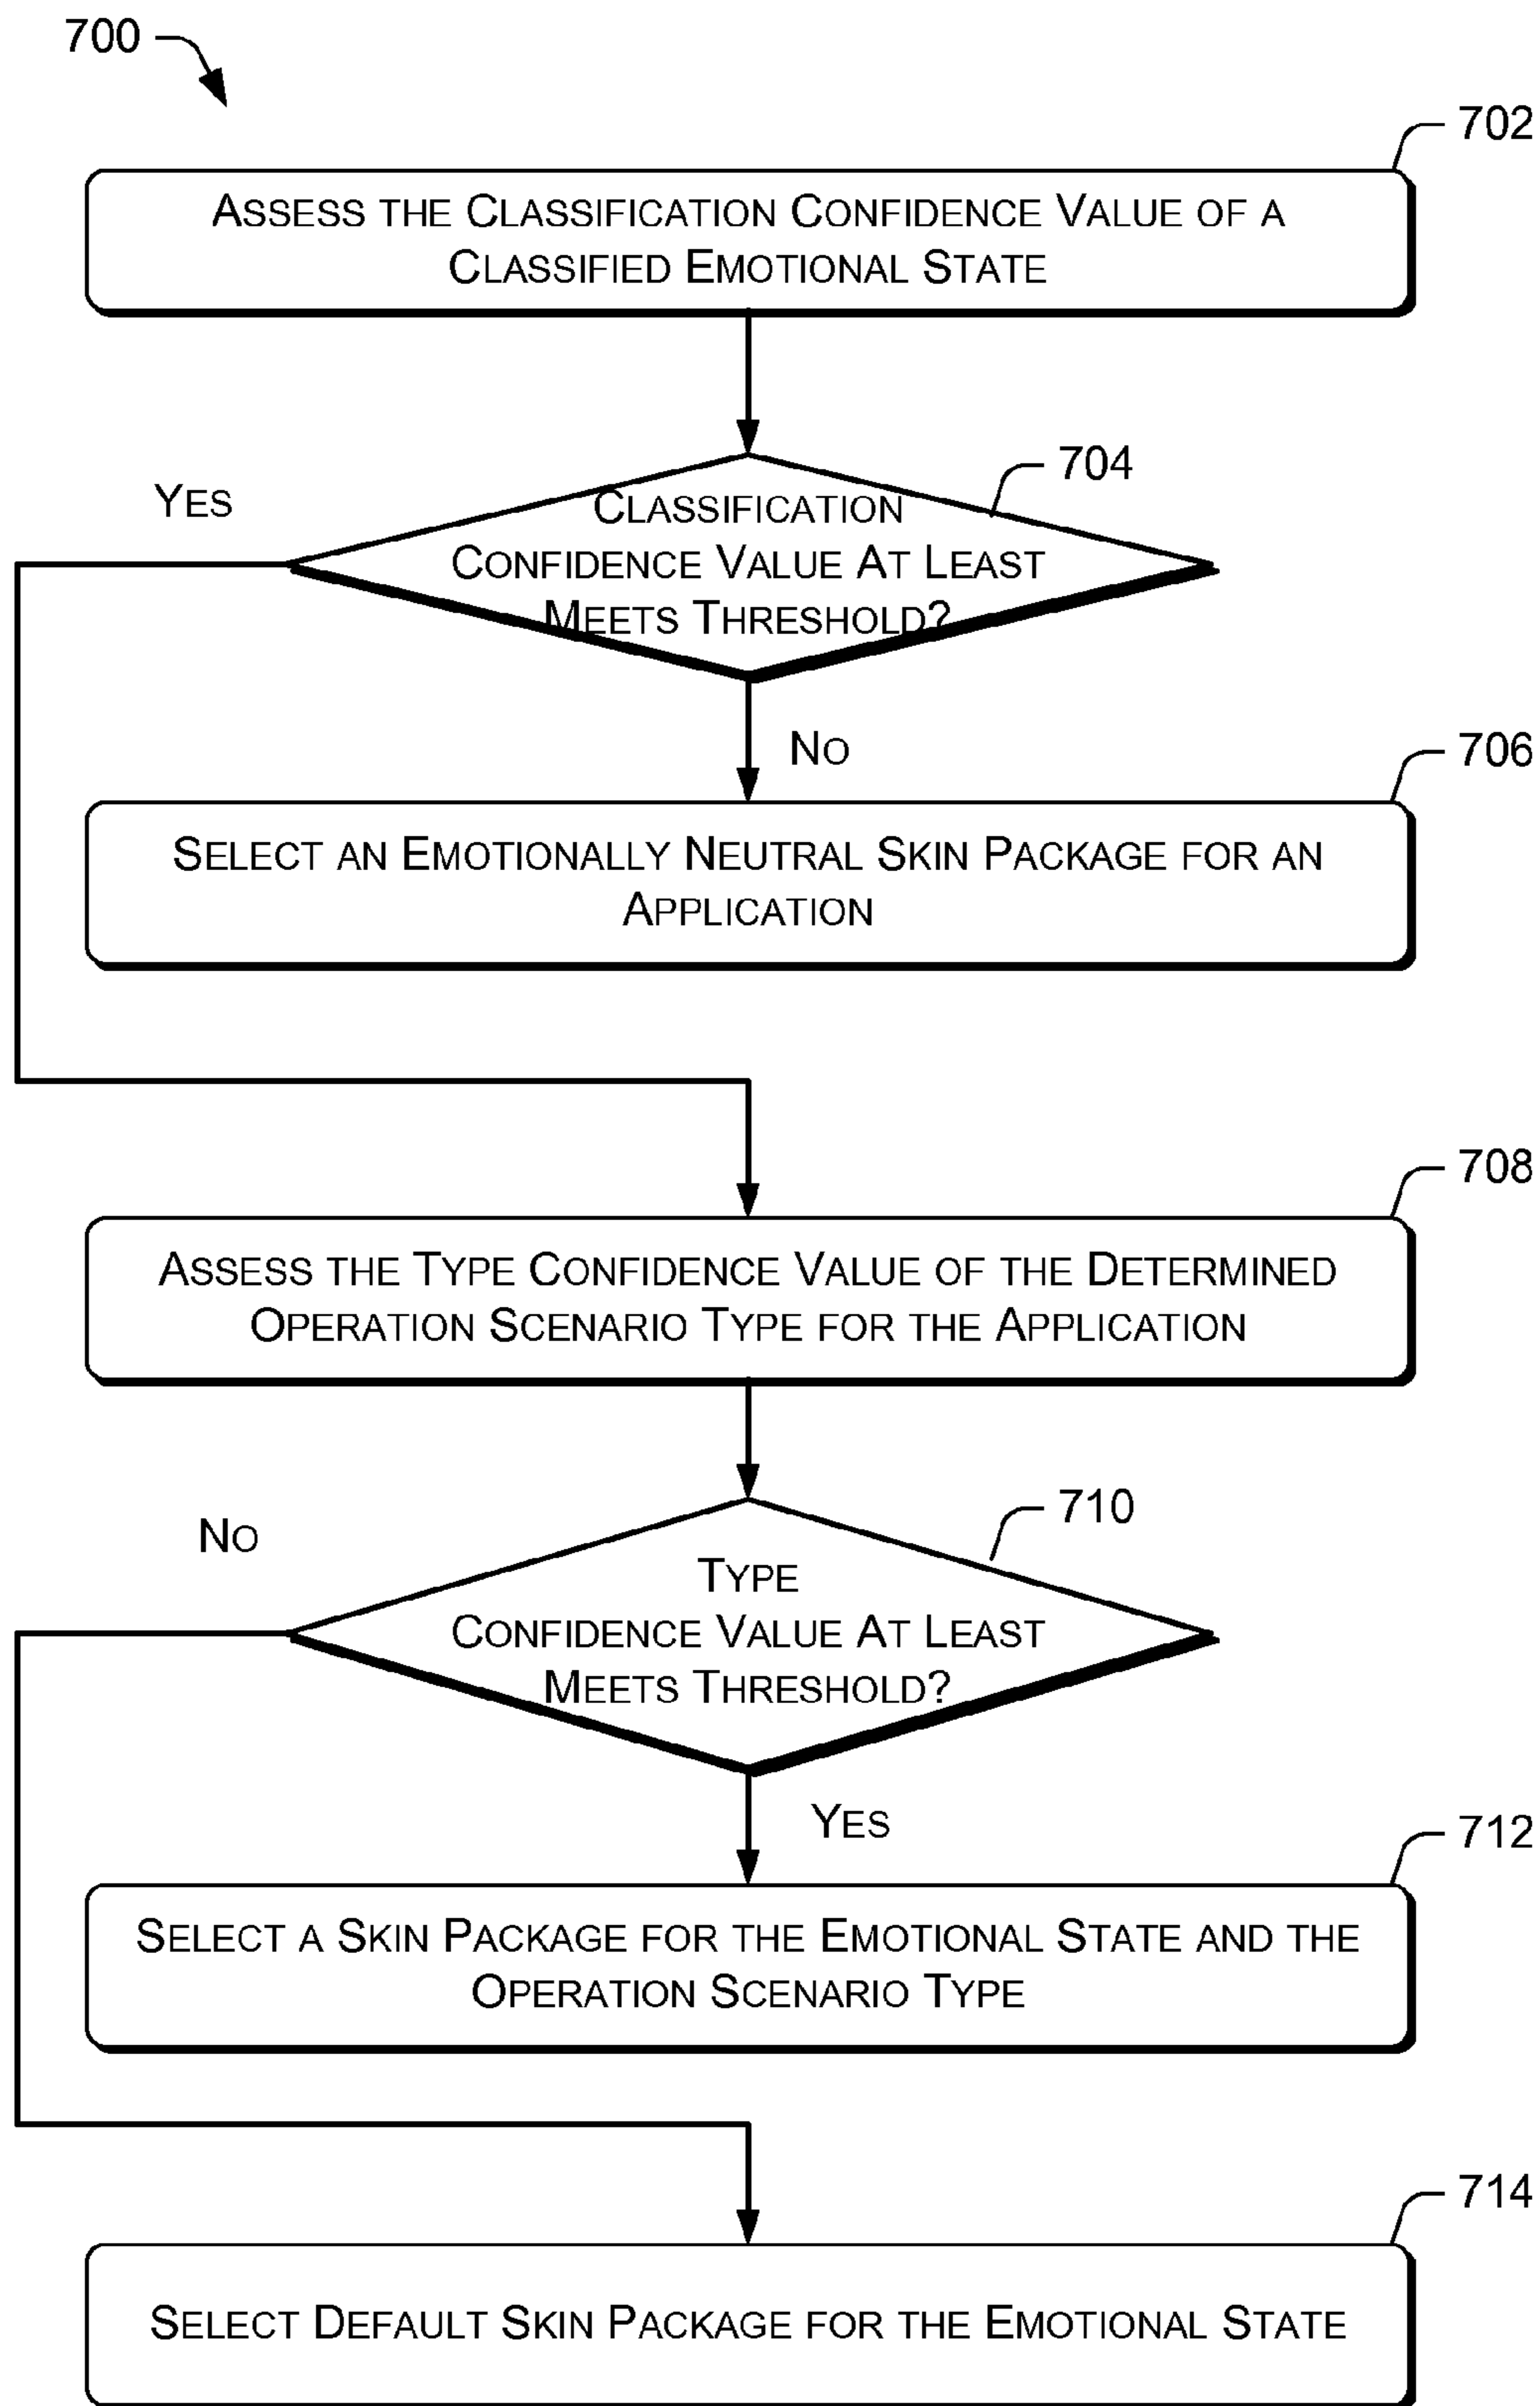 700
702
ASSESS THE CLASSIFICATION CONFIDENCE VALUE OF A
CLASSIFIED EMOTIONAL STATE
704
YES
CLASSIFICATION
CONFIDENCE VALUE AT LEAST
MEETS THRESHOLD?
NO
706
SELECT AN EMOTIONALLY NEUTRAL SKIN PACKAGE FOR AN
APPLICATION
708
ASSESS THE TYPE CONFIDENCE VALUE OF THE DETERMINED
OPERATION SCENARIO TYPE FOR THE APPLICATION
710
NO
TYPE
CONFIDENCE VALUE AT LEAST
MEETS THRESHOLD?
YES
712
SELECT A SKIN PACKAGE FOR THE EMOTIONAL STATE AND THE
OPERATION SCENARIO TYPE
714
SELECT DEFAULT SKIN PACKAGE FOR THE EMOTIONAL STATE